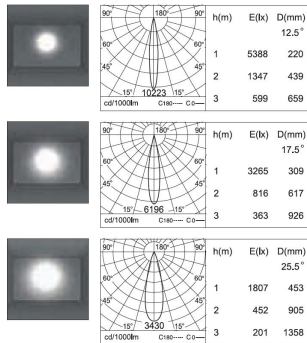 90° 180° 90°
60° 60°
45° 45°
15° 10223 15°
cd/1000lm C180----- C0—
h(m) E(lx) D(mm)
12.5°
1 5388 220
2 1347 439
3 599 659
90° 180° 90°
60° 60°
45° 45°
15° 6196 15°
cd/1000lm C180----- C0—
h(m) E(lx) D(mm)
17.5°
1 3265 309
2 816 617
3 363 926
90° 180° 90°
60° 60°
45° 45°
15° 3430 15°
cd/1000lm C180----- C0—
h(m) E(lx) D(mm)
25.5°
1 1807 453
2 452 905
3 201 1358